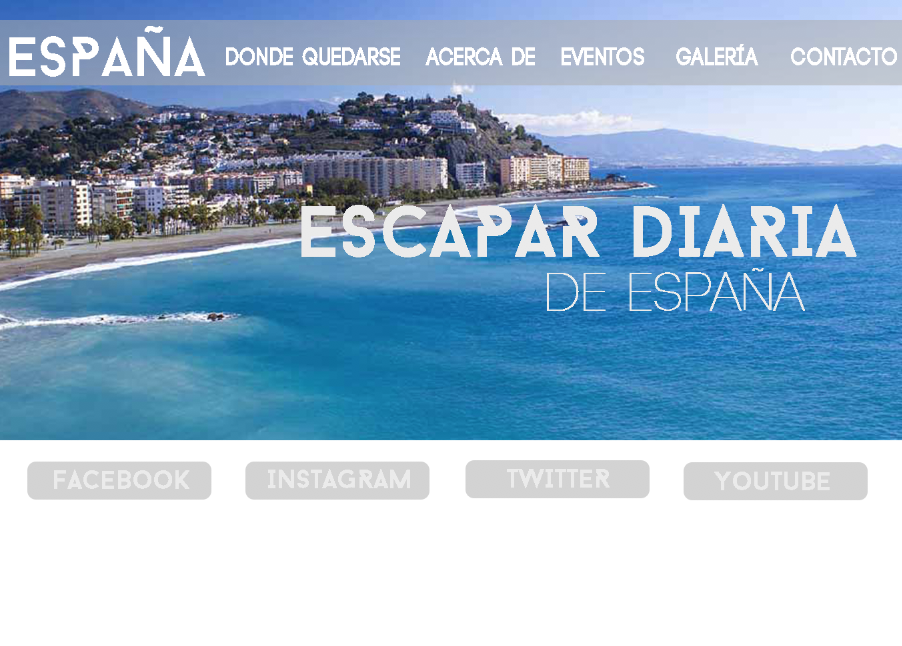 ESPAÑA DONDE QUEDARSE ACERCA DE EVENTOS GALERÍA CONTACTO
ESCAPAR DIARIA
DE ESPAÑA
FACEBOOK INSTAGRAM TWITTER YOUTUBE